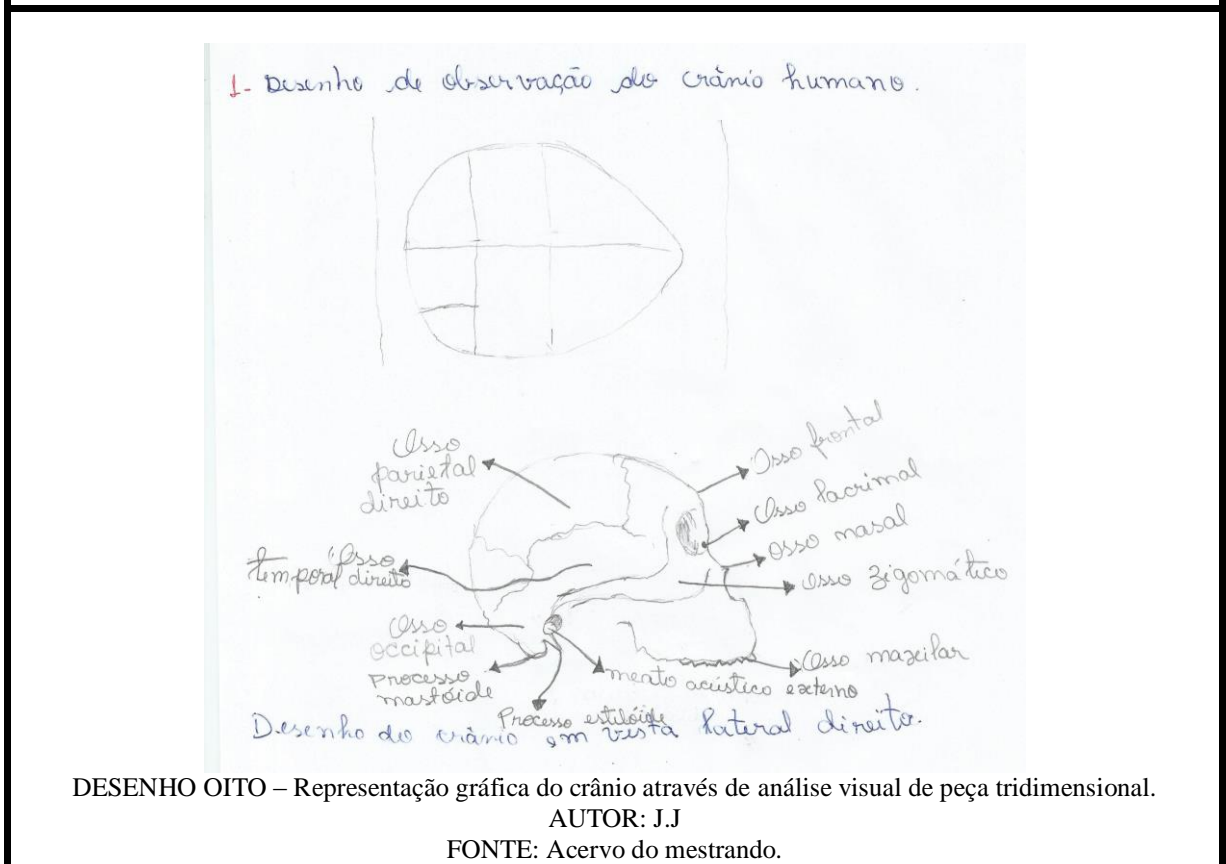 1- Desenho de observação do crânio humano.
Osso
parietal
direito
Osso frontal
Osso lacrimal
osso nasal
Osso
temporal direito
Osso zigomático
Osso
occipital
Processo
mastóide
Processo estilóide
meato acústico externo
Osso maxilar
Desenho do crânio em vista lateral direito.
DESENHO OITO – Representação gráfica do crânio através de análise visual de peça tridimensional.
AUTOR: J.J
FONTE: Acervo do mestrando.